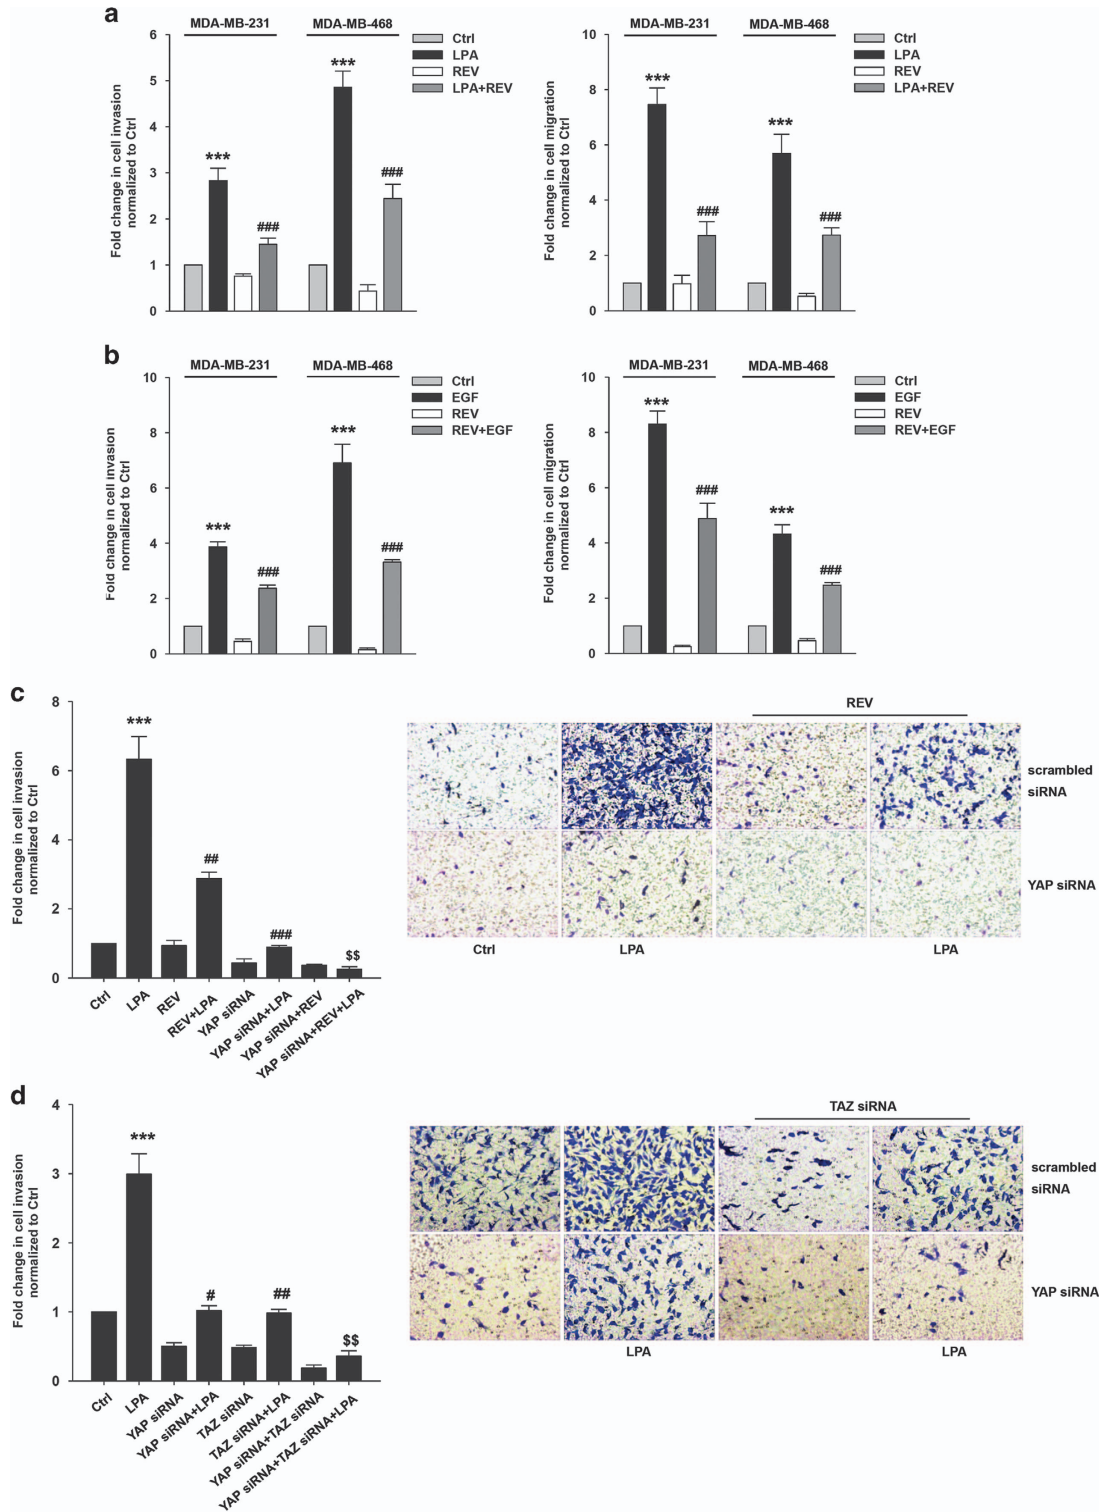 a
MDA-MB-231 MDA-MB-468
Fold change in cell invasion
normalized to Ctrl
6
5
4
3
2
1
0
*** ### *** ###
Ctrl
LPA
REV
LPA+REV
MDA-MB-231 MDA-MB-468
Fold change in cell migration
normalized to Ctrl
10
8
6
4
2
0
*** ### *** ###
Ctrl
LPA
REV
LPA+REV
b
MDA-MB-231 MDA-MB-468
Fold change in cell invasion
normalized to Ctrl
10
8
6
4
2
0
*** ### *** ###
Ctrl
EGF
REV
REV+EGF
MDA-MB-231 MDA-MB-468
Fold change in cell migration
normalized to Ctrl
10
8
6
4
2
0
*** ### *** ###
Ctrl
EGF
REV
REV+EGF
c
Fold change in cell invasion
normalized to Ctrl
8
6
4
2
0
*** ## ### $$
Ctrl
LPA
REV
REV+LPA
YAP siRNA
YAP siRNA+LPA
YAP siRNA+REV
YAP siRNA+REV+LPA
REV
scrambled
siRNA
YAP siRNA
Ctrl LPA LPA
d
Fold change in cell invasion
normalized to Ctrl
4
3
2
1
0
*** # ## $$
Ctrl
LPA
YAP siRNA
YAP siRNA+LPA
TAZ siRNA
TAZ siRNA+LPA
YAP siRNA+TAZ siRNA
YAP siRNA+TAZ siRNA+LPA
TAZ siRNA
scrambled
siRNA
YAP siRNA
LPA LPA